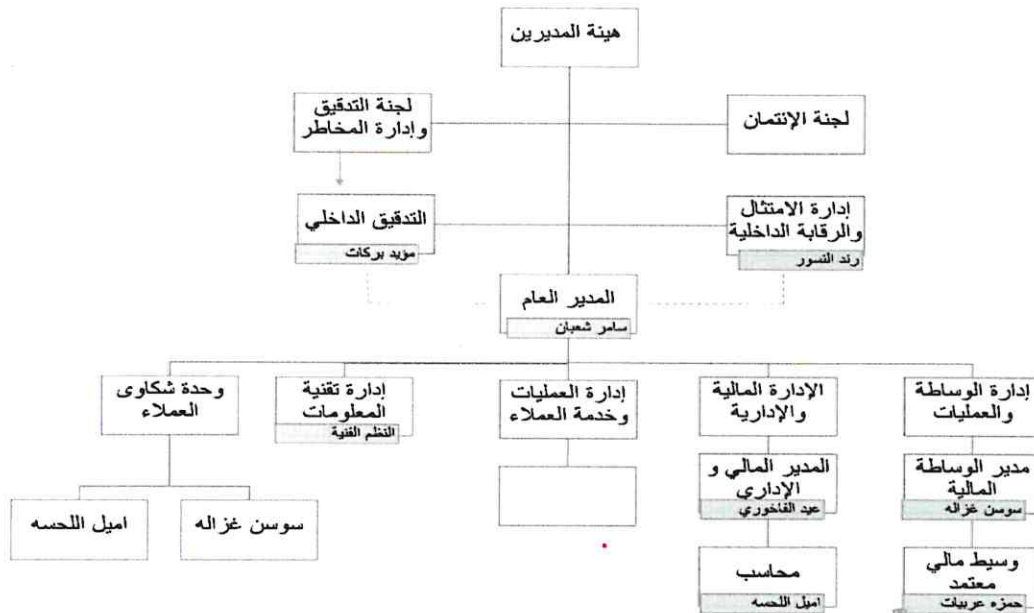 هيئة المديرين
لجنة الإنتمان
لجنة التدقيق
وإدارة المخاطر
إدارة الامتثال
والرقابة الداخلية
رند النسور
التدقيق الداخلي
مؤيد بركات
المدير العام
سامر شعبان
إدارة الوساطة
والعمليات
الإدارة المالية
والإدارية
إدارة العمليات
وخدمة العملاء
إدارة تقنية
المعلومات
النظم الفنية
وحدة شكاوى
العملاء
مدير الوساطة
المالية
سوسن غزاله
المدير المالي و
الإداري
عيد الفاخوري
سوسن غزاله
اميل اللحسه
وسيط مالي
معتمد
حمزه عربيات
محاسب
اميل اللحسه